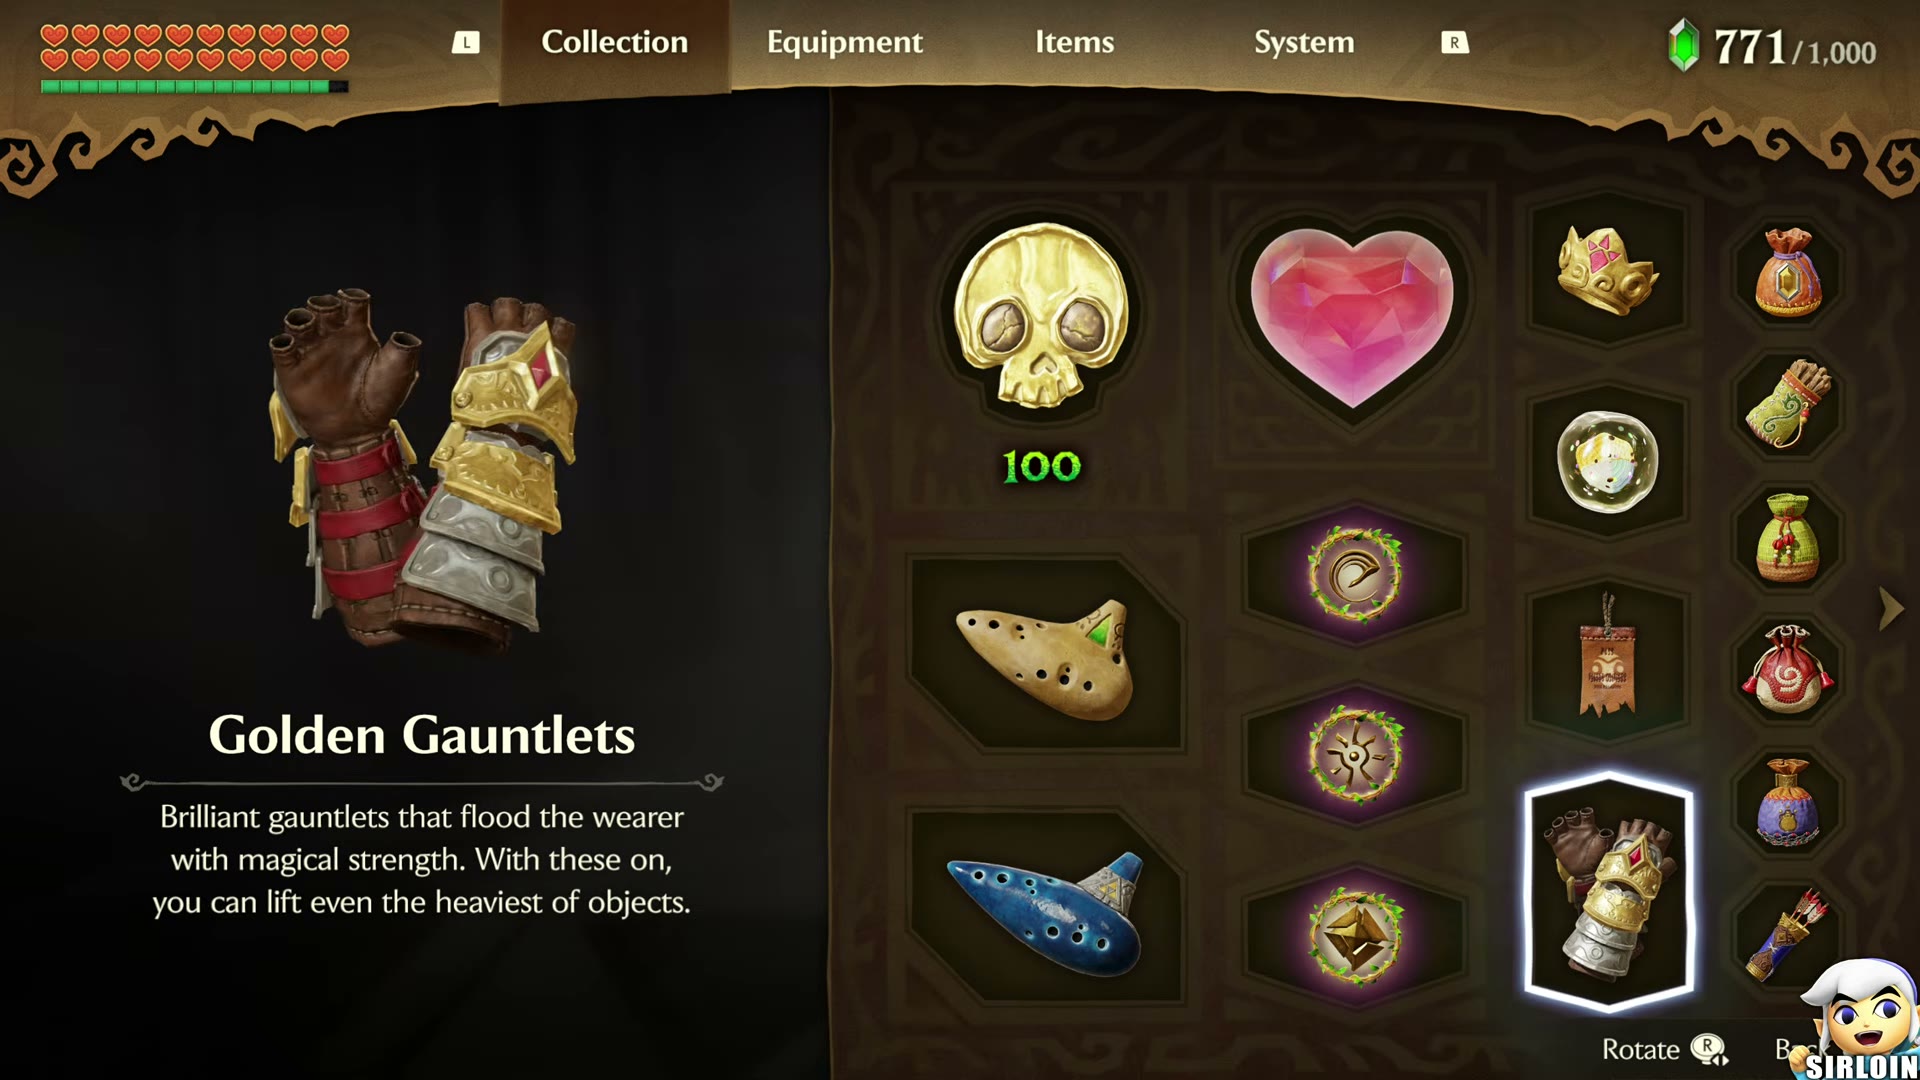 L
Collection
Equipment
Items
System
R
771/1,000
100
Golden Gauntlets
Brilliant gauntlets that flood the wearer
with magical strength. With these on,
you can lift even the heaviest of objects.
Rotate R
SIRLOIN